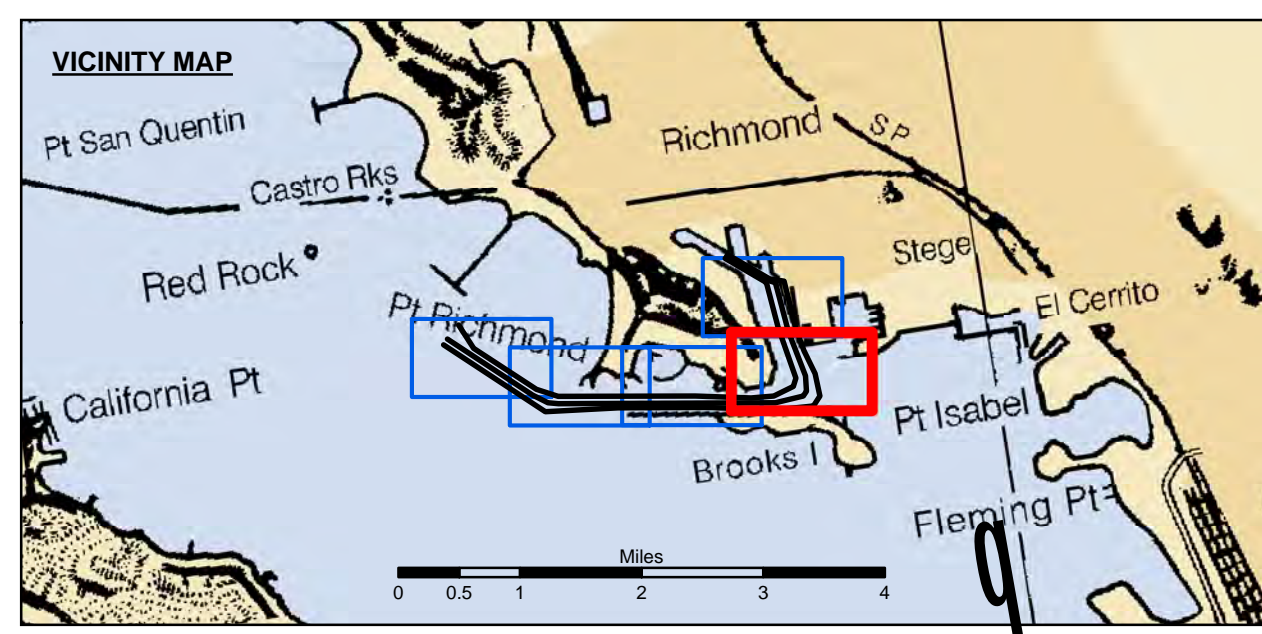 VICINITY MAP
Pt San Quentin
Richmond
SP
Castro Rks
Stege
Red Rock
El Cerrito
Pt Richmond
California Pt
Pt Isabel
Brooks I
Fleming Pt
Miles
0 0.5 1 2 3 4